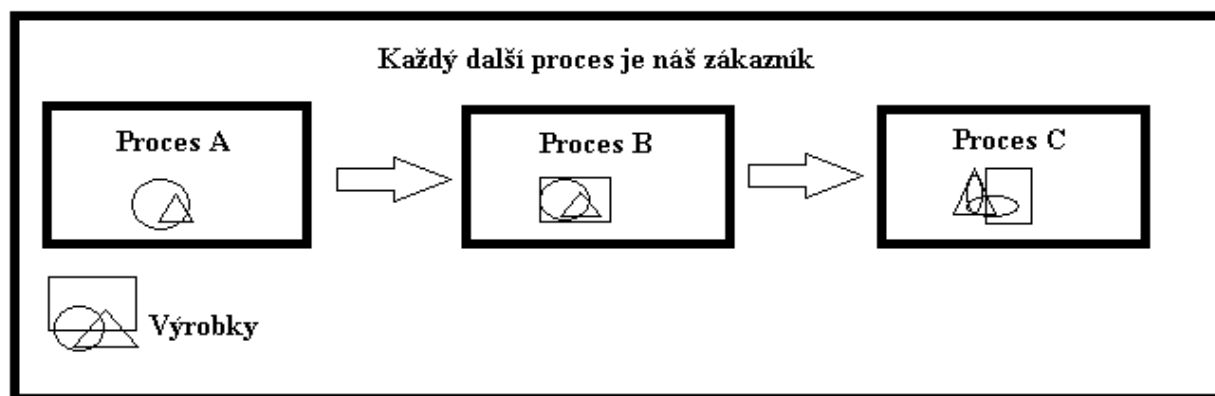 Každý další proces je náš zákazník
Proces A
Proces B
Proces C
Výrobky